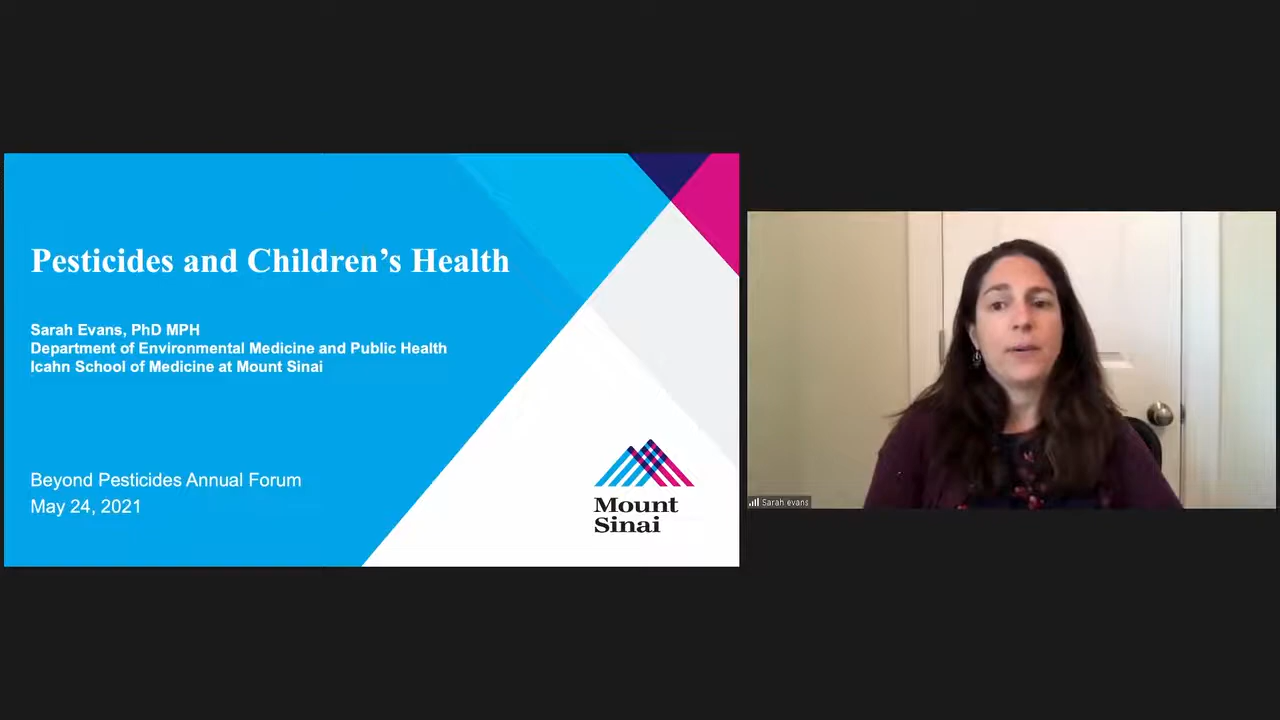 Pesticides and Children’s Health
Sarah Evans, PhD MPH
Department of Environmental Medicine and Public Health
Icahn School of Medicine at Mount Sinai
Beyond Pesticides Annual Forum
May 24, 2021
Mount
Sinai
Sarah evans